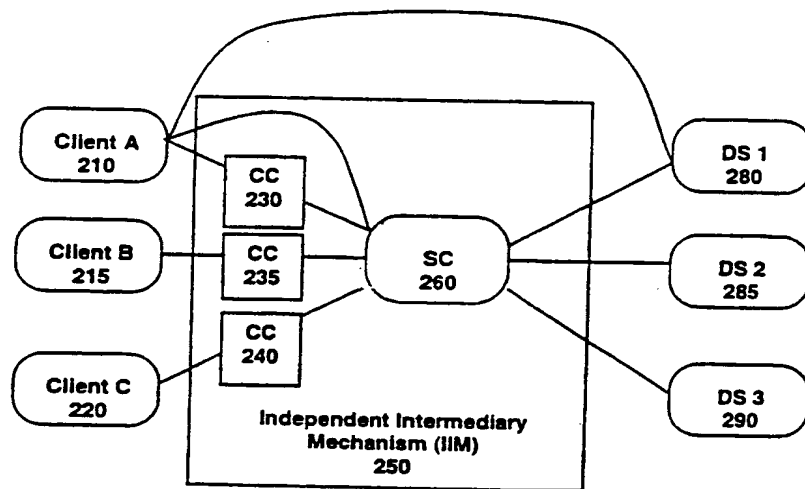 Client A
210
CC
230
DS 1
280
Client B
215
CC
235
SC
260
DS 2
285
CC
240
Client C
220
DS 3
290
Independent Intermediary
Mechanism (IIM)
250